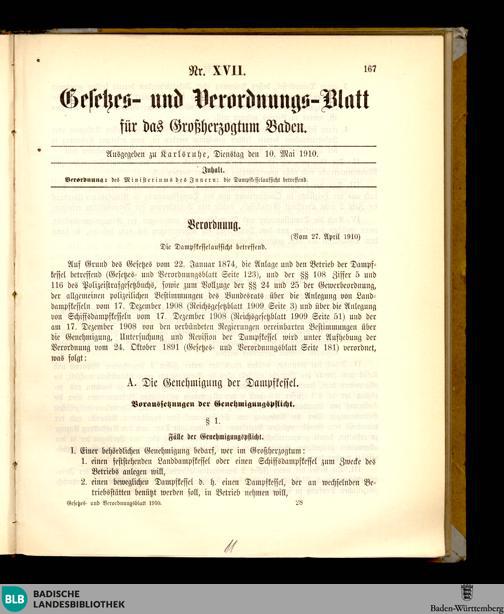 Nr. XVII. 167
Gesetzes- und Verordnungs-Blatt
für das Großherzogtum Baden.
Ausgegeben zu Karlsruhe, Dienstag den 10. Mai 1910.
Inhalt.
Verordnung: des Ministeriums des Innern: die Dampfkesselaufsicht betreffend.
Verordnung.
(Vom 27. April 1910)
Die Dampfkesselaufsicht betreffend.
Auf Grund des Gesetzes vom 22. Januar 1874, die Anlage und den Betrieb der Dampf-
kessel betreffend (Gesetzes- und Verordnungsblatt Seite 123), und der §§ 108 Ziffer 5 und
116 des Polizeistrafgesetzbuchs, sowie zum Vollzuge der §§ 24 und 25 der Gewerbeordnung,
der allgemeinen polizeilichen Bestimmungen des Bundesrats über die Anlegung von Land-
dampfkesseln vom 17. Dezember 1908 (Reichsgesetzblatt 1909 Seite 3) und über die Anlegung
von Schiffsdampfkesseln vom 17. Dezember 1908 (Reichsgesetzblatt 1909 Seite 51) und der
am 17. Dezember 1908 von den verbündeten Regierungen vereinbarten Bestimmungen über
die Genehmigung, Untersuchung und Revision der Dampfkessel wird unter Aufhebung der
Verordnung vom 24. Oktober 1891 (Gesetzes- und Verordnungsblatt Seite 181) verordnet,
was folgt:
A. Die Genehmigung der Dampfkessel.
Voraussetzungen der Genehmigungspflicht.
§ 1.
Fälle der Genehmigungspflicht.
I. Einer behördlichen Genehmigung bedarf, wer im Großherzogtum:
1. einen feststehenden Landdampfkessel oder einen Schiffsdampfkessel zum Zwecke des
Betriebs anlegen will,
2. einen beweglichen Dampfkessel d. h. einen Dampfkessel, der an wechselnden Be-
triebsstätten benützt werden soll, in Betrieb nehmen will,
Gesetzes- und Verordnungsblatt 1910. 28
BLB BADISCHE
LANDESBIBLIOTHEK
Baden-Württemberg